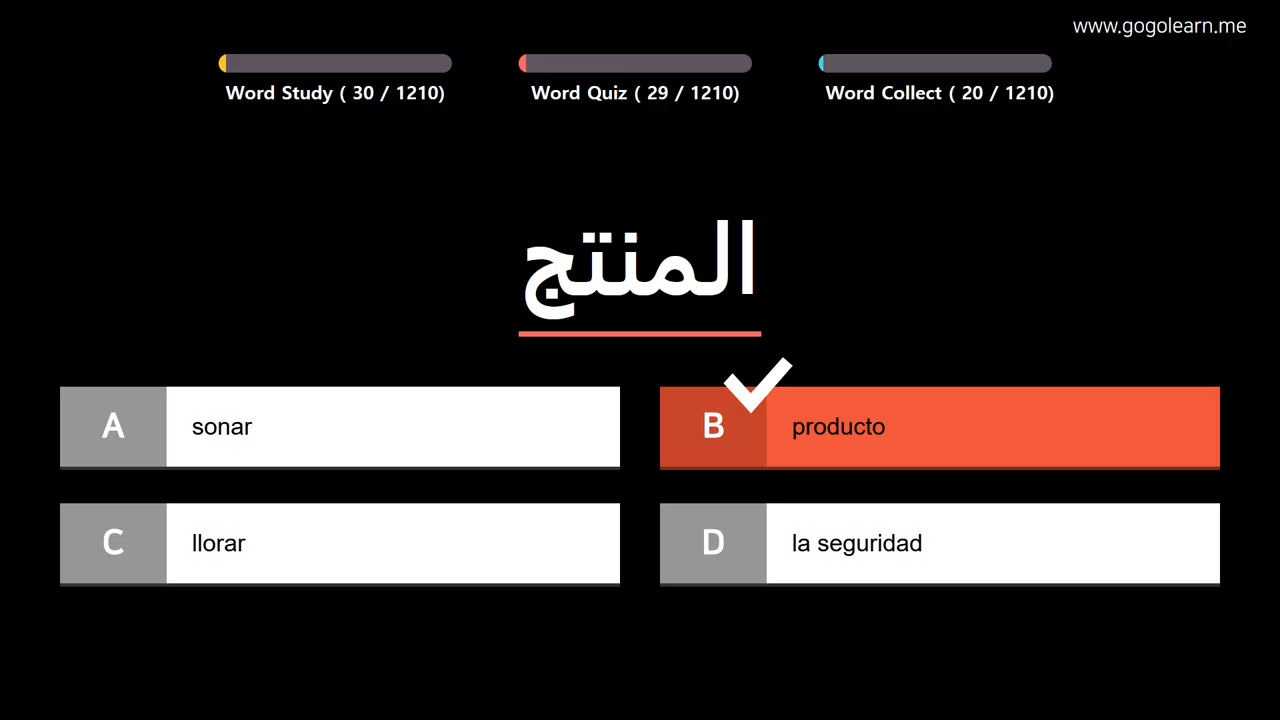 www.gogolearn.me
Word Study ( 30 / 1210)
Word Quiz ( 29 / 1210)
Word Collect ( 20 / 1210)
المنتج
A sonar
B producto
C llorar
D la seguridad